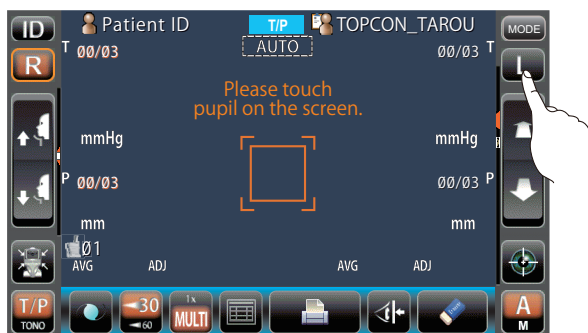 ID Patient ID T/P TOPCON_TAROU MODE
R T 00/03 AUTO 00/03 T L
Please touch
pupil on the screen.
mmHg mmHg
P 00/03 00/03 P
mm mm
01
AVG ADJ AVG ADJ
T/P TONO 30 60 1x MULTI A M